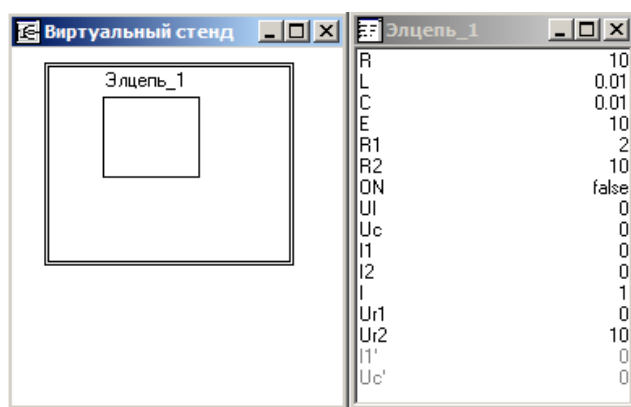 Виртуальный стенд
Элцепь_1
Элцепь_1
R 10
L 0.01
C 0.01
E 10
R1 2
R2 10
ON false
Ul 0
Uc 0
I1 0
I2 0
I 1
Ur1 0
Ur2 10
I1' 0
Uc' 0